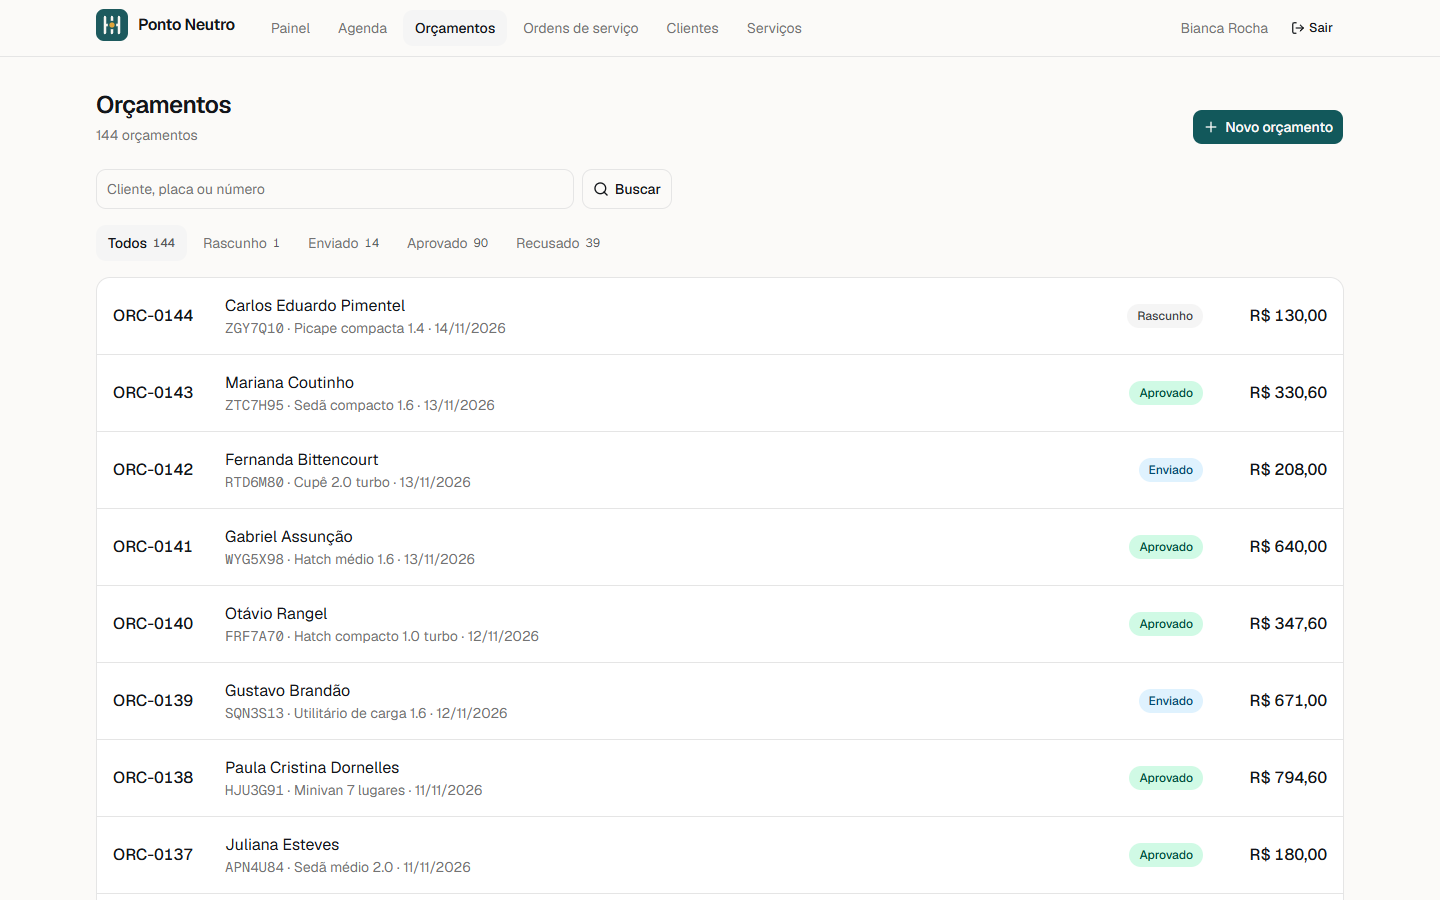 Ponto Neutro Painel Agenda Orçamentos Ordens de serviço Clientes Serviços Bianca Rocha Sair
Orçamentos
144 orçamentos
Novo orçamento
Cliente, placa ou número Buscar
Todos 144 Rascunho 1 Enviado 14 Aprovado 90 Recusado 39
ORC-0144 Carlos Eduardo Pimentel Rascunho R$ 130,00
ZGY7Q10 · Picape compacta 1.4 · 14/11/2026
ORC-0143 Mariana Coutinho Aprovado R$ 330,60
ZTC7H95 · Sedã compacto 1.6 · 13/11/2026
ORC-0142 Fernanda Bittencourt Enviado R$ 208,00
RTD6M80 · Cupê 2.0 turbo · 13/11/2026
ORC-0141 Gabriel Assunção Aprovado R$ 640,00
WYG5X98 · Hatch médio 1.6 · 13/11/2026
ORC-0140 Otávio Rangel Aprovado R$ 347,60
FRF7A70 · Hatch compacto 1.0 turbo · 12/11/2026
ORC-0139 Gustavo Brandão Enviado R$ 671,00
SQN3S13 · Utilitário de carga 1.6 · 12/11/2026
ORC-0138 Paula Cristina Dornelles Aprovado R$ 794,60
HJU3G91 · Minivan 7 lugares · 11/11/2026
ORC-0137 Juliana Esteves Aprovado R$ 180,00
APN4U84 · Sedã médio 2.0 · 11/11/2026